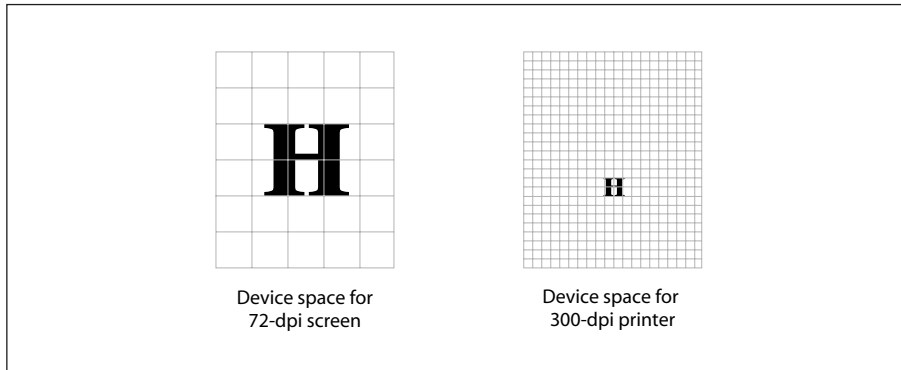 H
H
Device space for
72-dpi screen
Device space for
300-dpi printer